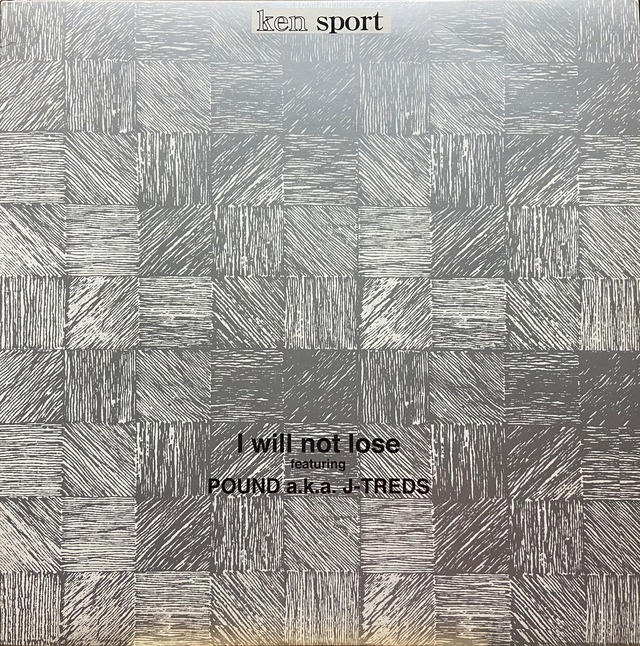 ken sport
I will not lose
featuring
POUND a.k.a. J-TREDS